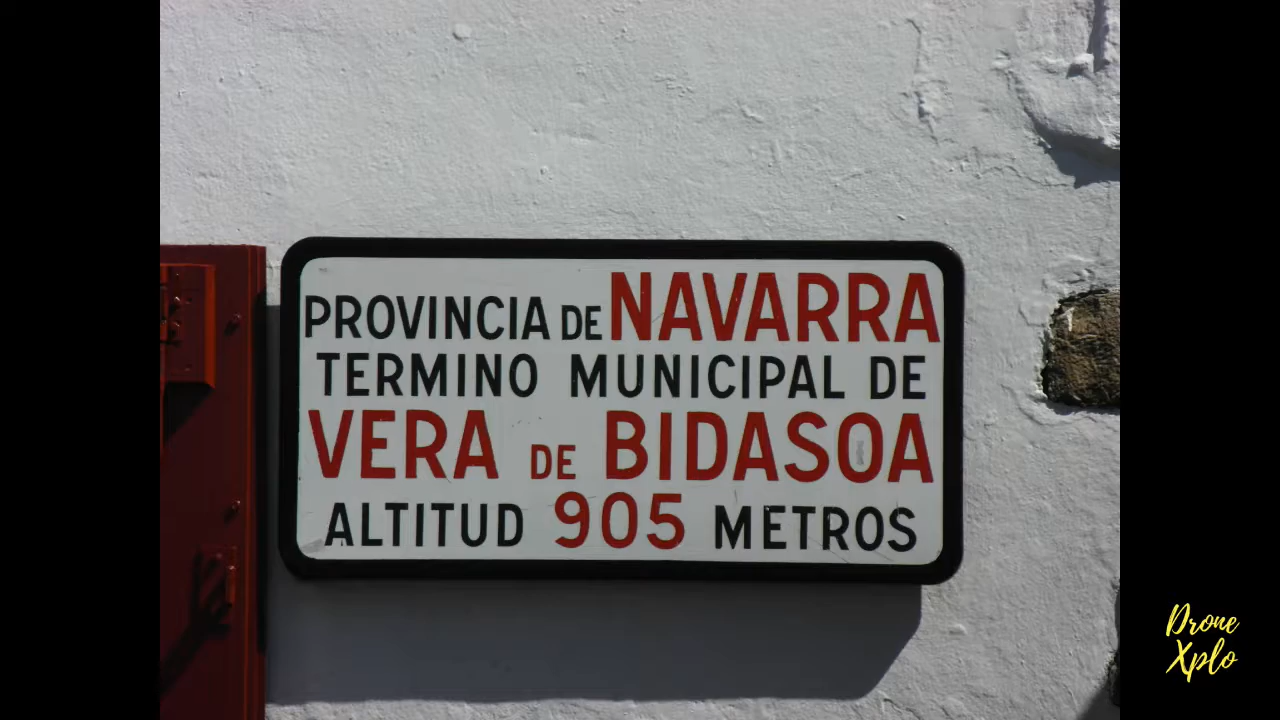 PROVINCIA DE NAVARRA
TERMINO MUNICIPAL DE
VERA DE BIDASOA
ALTITUD 905 METROS
Drone
Xplo